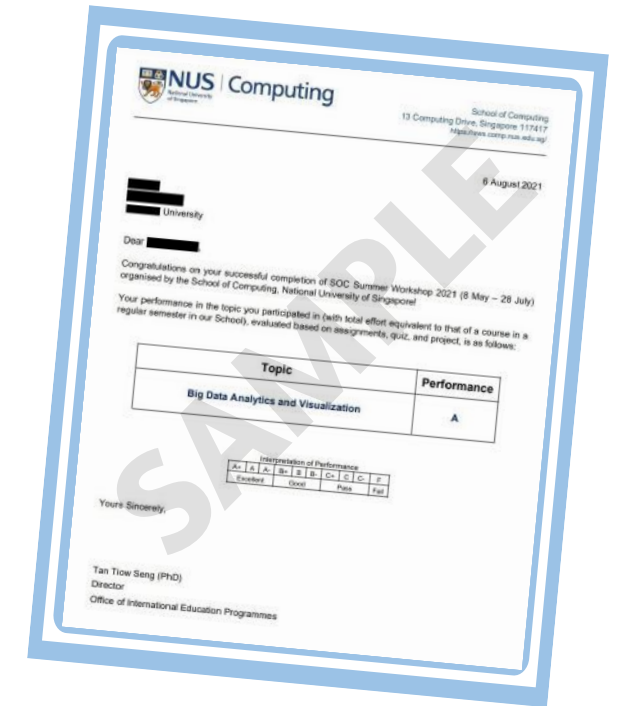 NUS | Computing
National University
of Singapore
School of Computing
13 Computing Drive, Singapore 117417
https://www.comp.nus.edu.sg/
6 August 2021
University
Dear
Congratulations on your successful completion of SOC Summer Workshop 2021 (8 May – 28 July)
organised by the School of Computing, National University of Singapore!
Your performance in the topic you participated in (with total effort equivalent to that of a course in a
regular semester in our School), evaluated based on assignments, quiz, and project, is as follows:
Topic Performance
Big Data Analytics and Visualization A
Interpretation of Performance
A+ A A- B+ B B- C+ C C- F
Excellent Good Pass Fail
Yours Sincerely,
Tan Tiow Seng (PhD)
Director
Office of International Education Programmes
SAMPLE